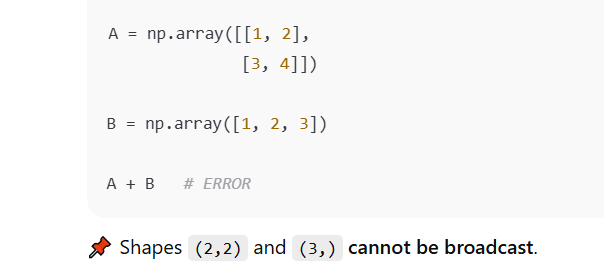 A = np.array([[1, 2],
              [3, 4]])
B = np.array([1, 2, 3])
A + B   # ERROR
📌 Shapes (2,2) and (3,) cannot be broadcast.